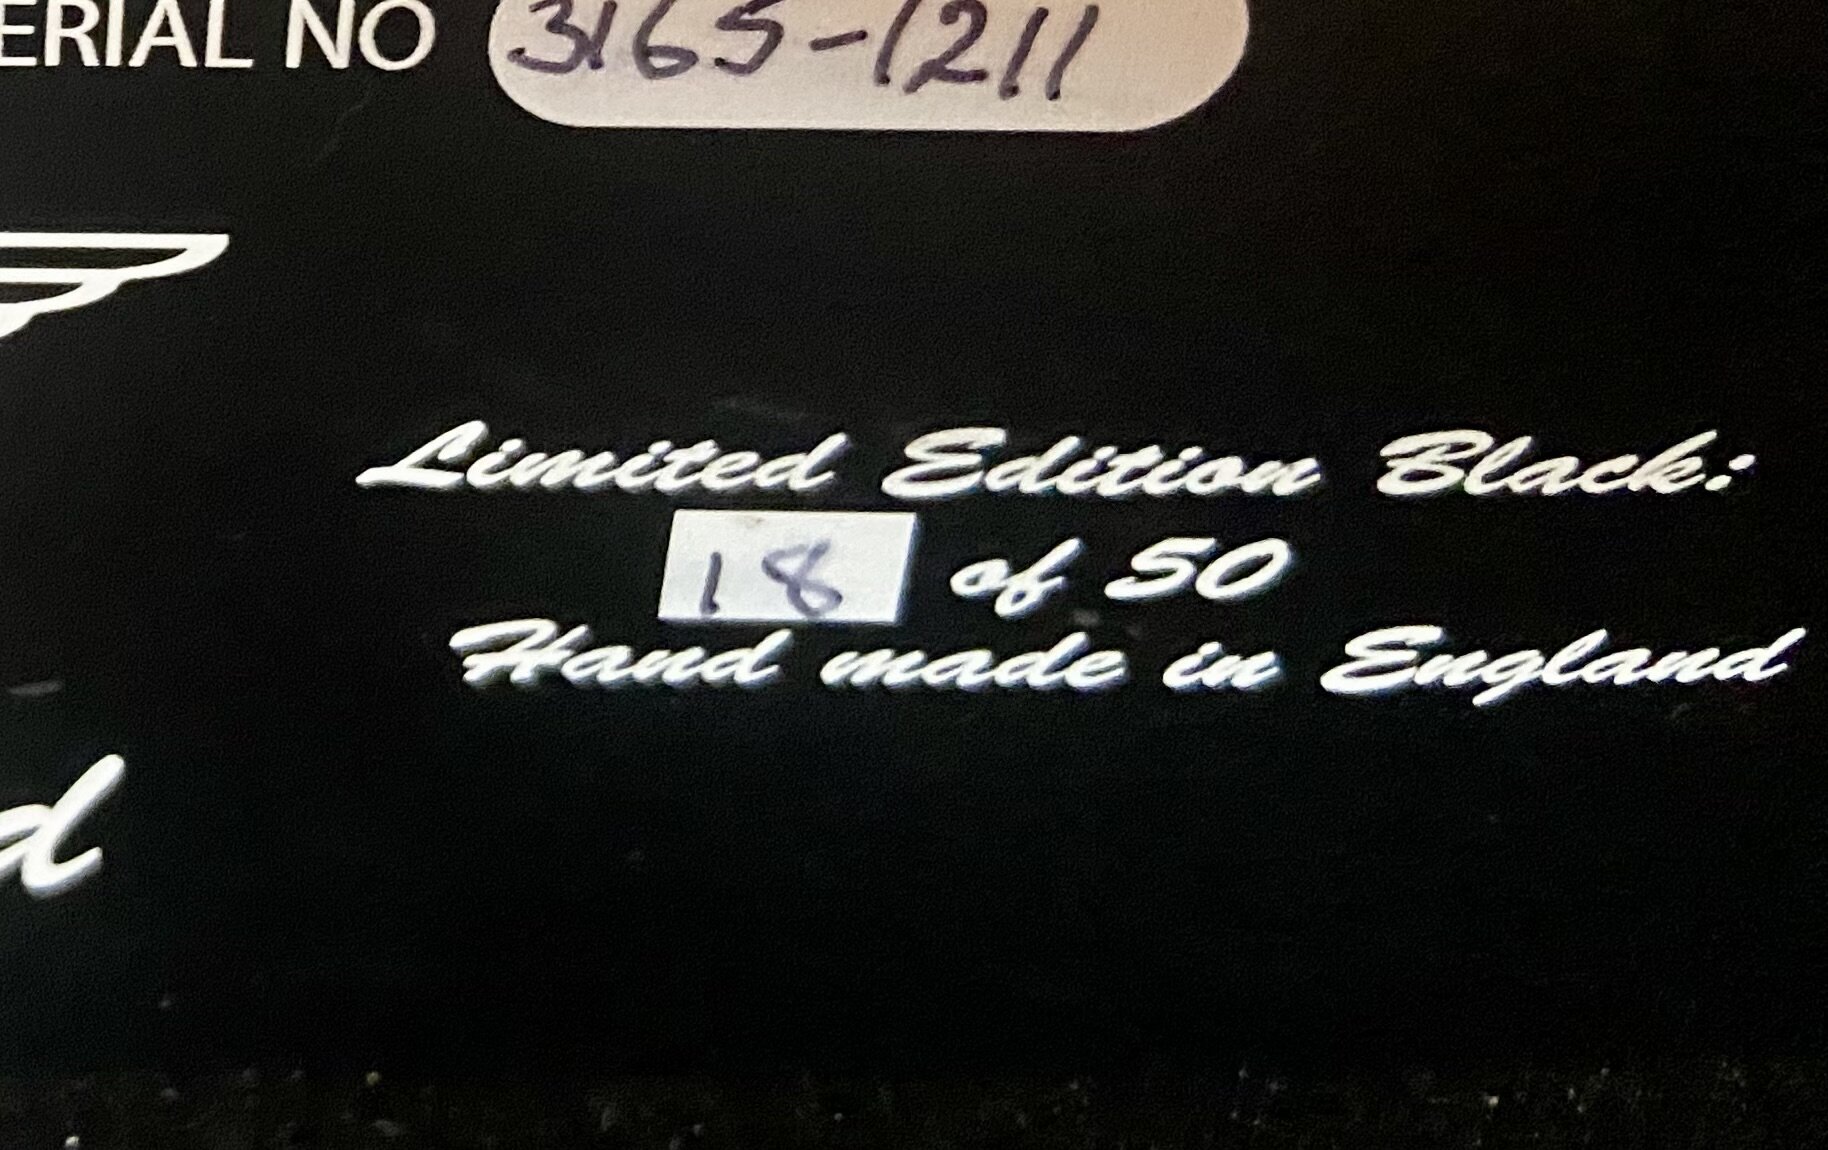 ERIAL NO 3165-1211
Limited Edition Black:
18 of 50
Hand made in England
d